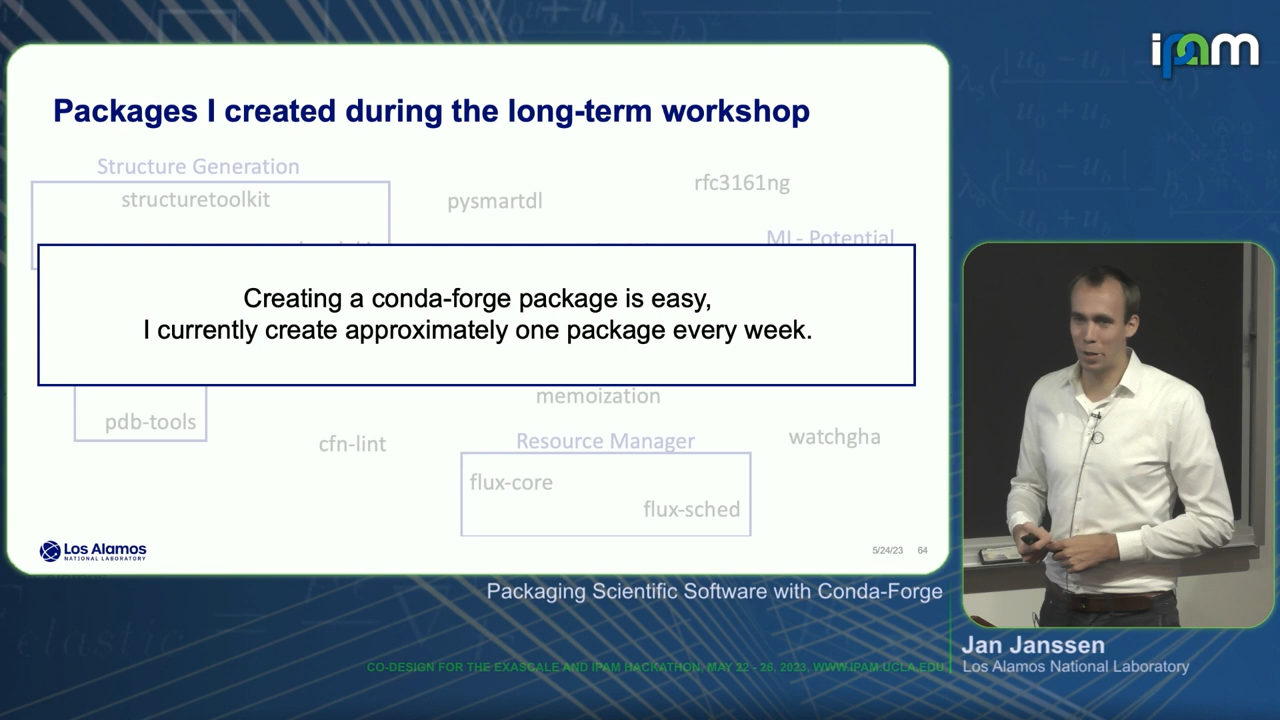 ipam
Packages I created during the long-term workshop
Structure Generation
structuretoolkit
pysmartdl
rfc3161ng
ML - Potential
Creating a conda-forge package is easy,
I currently create approximately one package every week.
memoization
pdb-tools
cfn-lint
Resource Manager
watchgha
flux-core
flux-sched
Los Alamos
NATIONAL LABORATORY
5/24/23 64
Packaging Scientific Software with Conda-Forge
Jan Janssen
Los Alamos National Laboratory
CO-DESIGN FOR THE EXASCALE AND IPAM HACKATHON, MAY 22 - 26, 2023, WWW.IPAM.UCLA.EDU
elastic